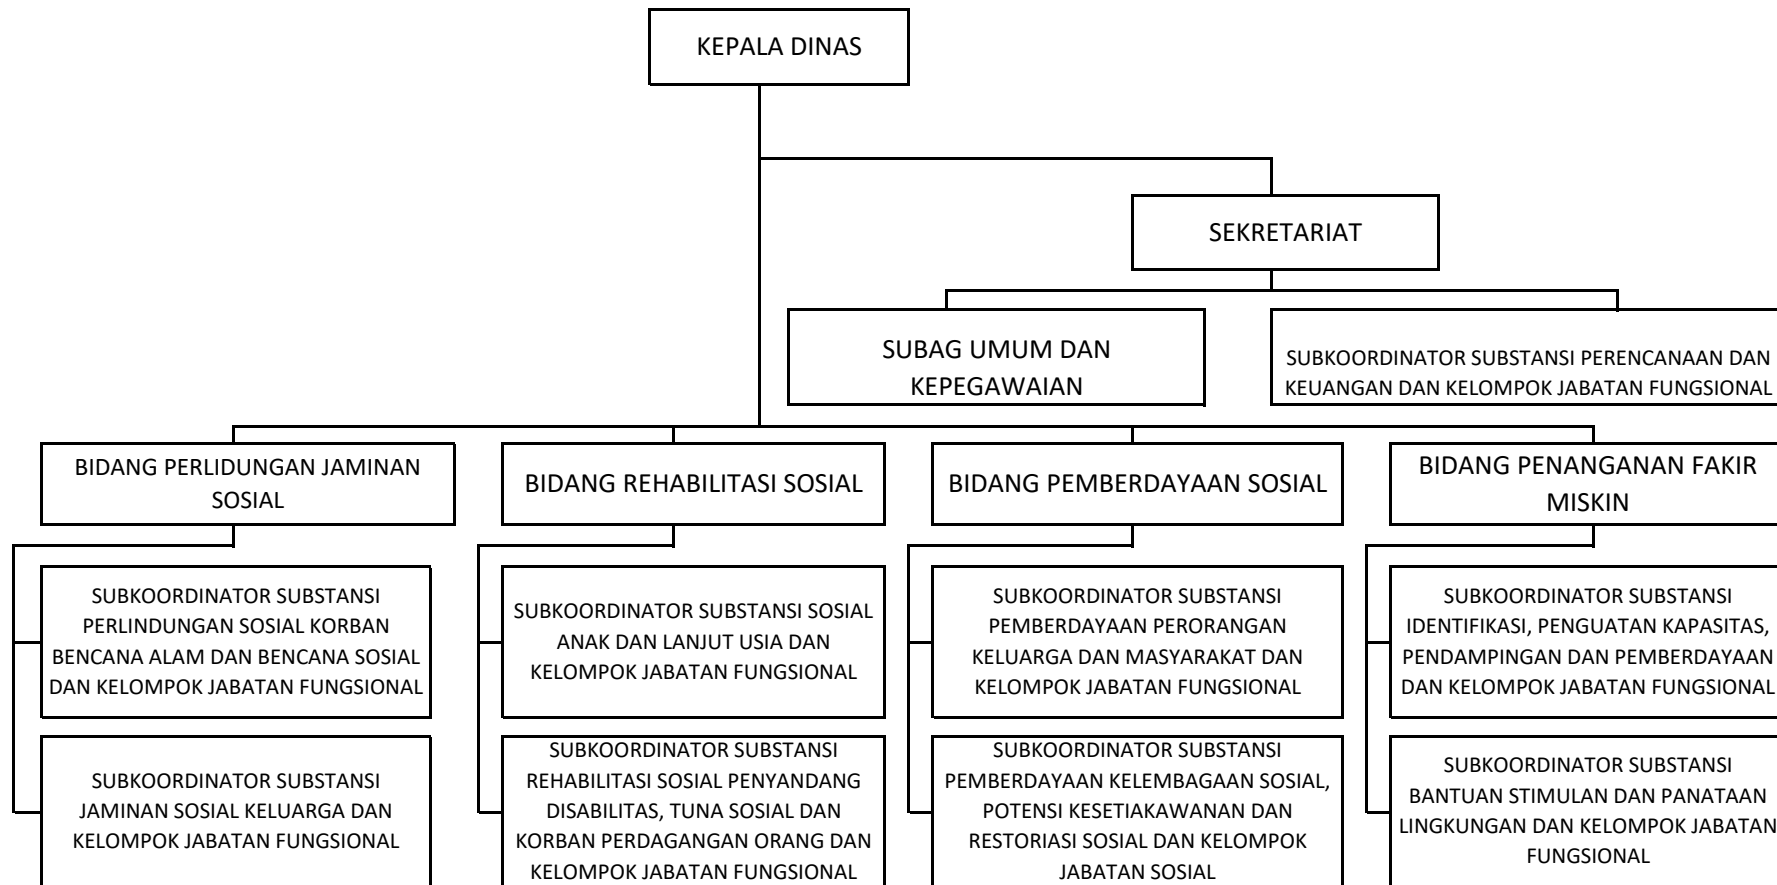 KEPALA DINAS
SEKRETARIAT
SUBAG UMUM DAN
KEPEGAWAIAN
SUBKOORDINATOR SUBSTANSI PERENCANAAN DAN
KEUANGAN DAN KELOMPOK JABATAN FUNGSIONAL
BIDANG PERLIDUNGAN JAMINAN
SOSIAL
BIDANG REHABILITASI SOSIAL
BIDANG PEMBERDAYAAN SOSIAL
BIDANG PENANGANAN FAKIR
MISKIN
SUBKOORDINATOR SUBSTANSI
PERLINDUNGAN SOSIAL KORBAN
BENCANA ALAM DAN BENCANA SOSIAL
DAN KELOMPOK JABATAN FUNGSIONAL
SUBKOORDINATOR SUBSTANSI SOSIAL
ANAK DAN LANJUT USIA DAN
KELOMPOK JABATAN FUNGSIONAL
SUBKOORDINATOR SUBSTANSI
PEMBERDAYAAN PERORANGAN
KELUARGA DAN MASYARAKAT DAN
KELOMPOK JABATAN FUNGSIONAL
SUBKOORDINATOR SUBSTANSI
IDENTIFIKASI, PENGUATAN KAPASITAS,
PENDAMPINGAN DAN PEMBERDAYAAN
DAN KELOMPOK JABATAN FUNGSIONAL
SUBKOORDINATOR SUBSTANSI
JAMINAN SOSIAL KELUARGA DAN
KELOMPOK JABATAN FUNGSIONAL
SUBKOORDINATOR SUBSTANSI
REHABILITASI SOSIAL PENYANDANG
DISABILITAS, TUNA SOSIAL DAN
KORBAN PERDAGANGAN ORANG DAN
KELOMPOK JABATAN FUNGSIONAL
SUBKOORDINATOR SUBSTANSI
PEMBERDAYAAN KELEMBAGAAN SOSIAL,
POTENSI KESETIAKAWANAN DAN
RESTORIASI SOSIAL DAN KELOMPOK
JABATAN SOSIAL
SUBKOORDINATOR SUBSTANSI
BANTUAN STIMULAN DAN PANATAAN
LINGKUNGAN DAN KELOMPOK JABATAN
FUNGSIONAL